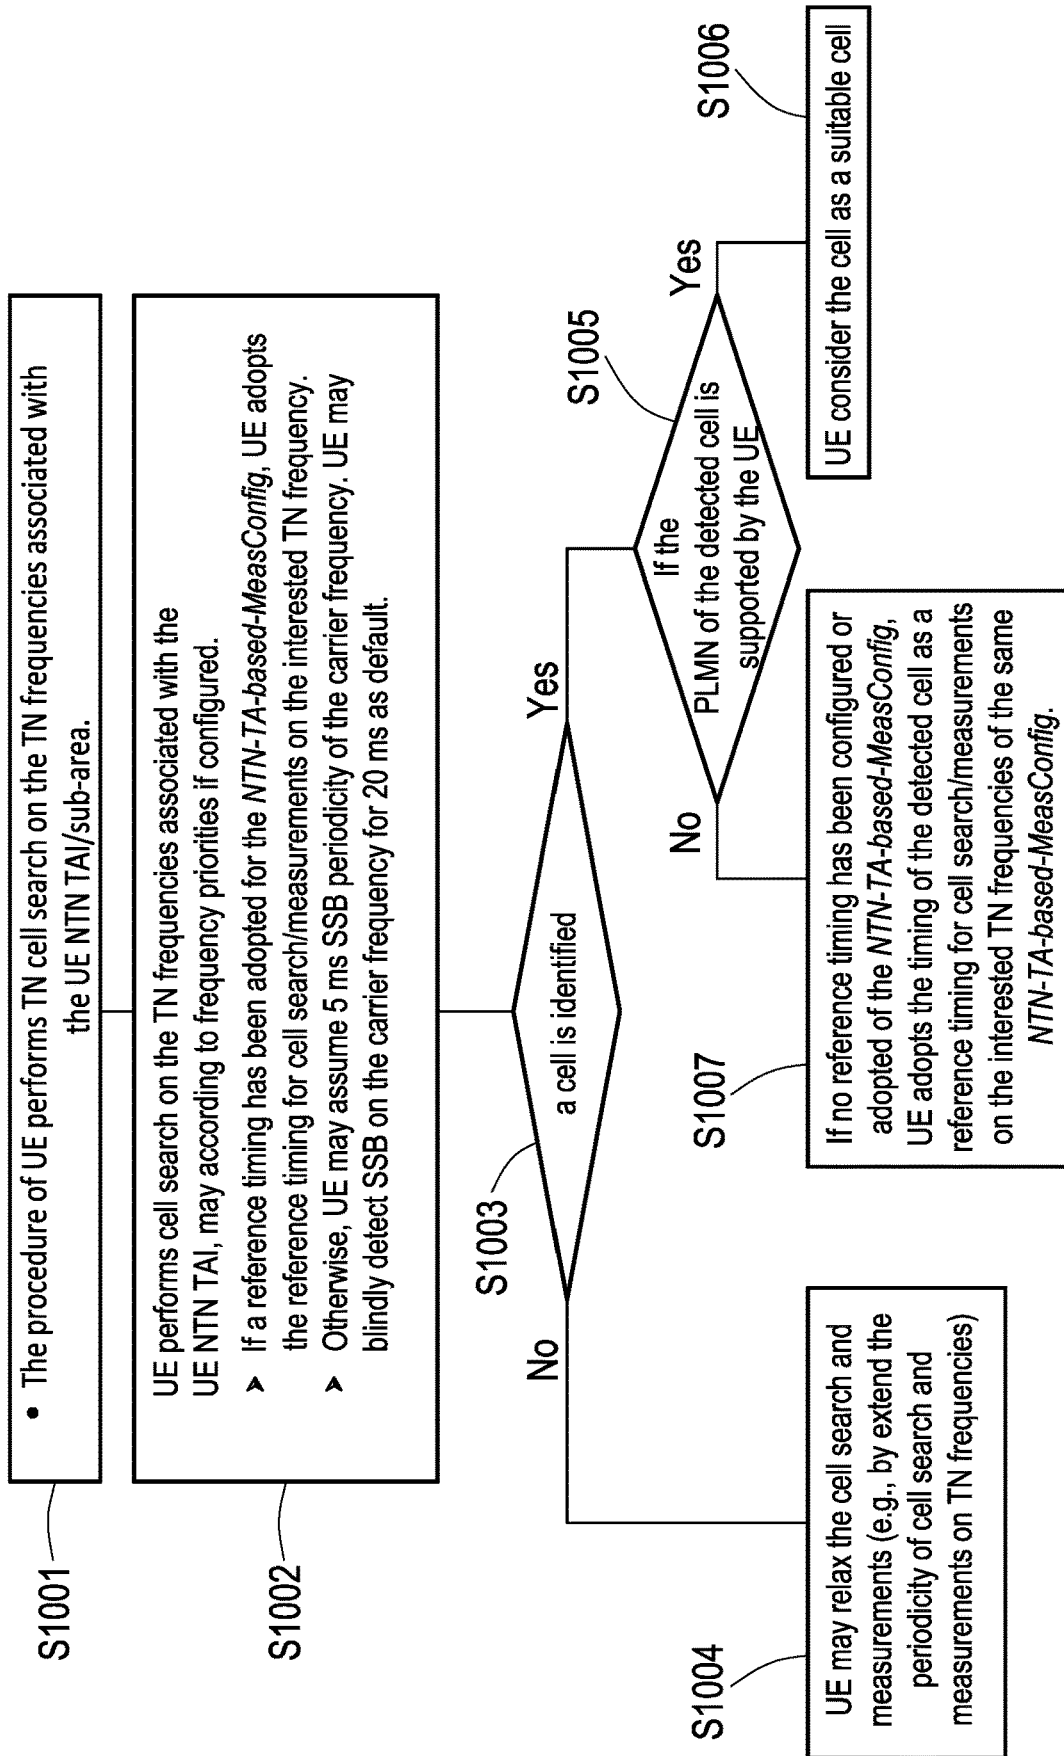 S1001
• The procedure of UE performs TN cell search on the TN frequencies associated with
the UE NTN TAI/sub-area.
S1002
UE performs cell search on the TN frequencies associated with the
UE NTN TAI, may according to frequency priorities if configured.
➤ If a reference timing has been adopted for the NTN-TA-based-MeasConfig, UE adopts
the reference timing for cell search/measurements on the interested TN frequency.
➤ Otherwise, UE may assume 5 ms SSB periodicity of the carrier frequency. UE may
blindly detect SSB on the carrier frequency for 20 ms as default.
S1003
a cell is identified
No
Yes
S1004
UE may relax the cell search and
measurements (e.g., by extend the
periodicity of cell search and
measurements on TN frequencies)
S1005
If the
PLMN of the detected cell is
supported by the UE
No
Yes
S1007
If no reference timing has been configured or
adopted of the NTN-TA-based-MeasConfig,
UE adopts the timing of the detected cell as a
reference timing for cell search/measurements
on the interested TN frequencies of the same
NTN-TA-based-MeasConfig.
S1006
UE consider the cell as a suitable cell